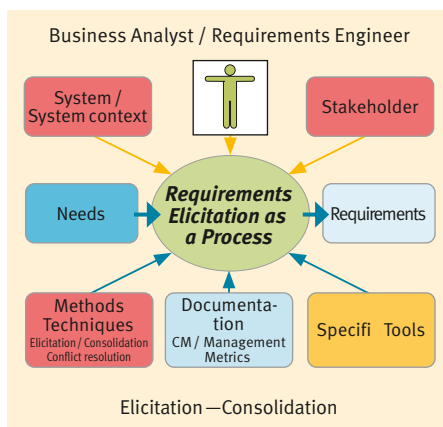 Business Analyst / Requirements Engineer
System /
System context
Stakeholder
Requirements
Elicitation as
a Process
Needs
Requirements
Methods
Techniques
Elicitation / Consolidation
Conflict resolution
Documenta-
tion
CM / Management
Metrics
Specifi Tools
Elicitation—Consolidation